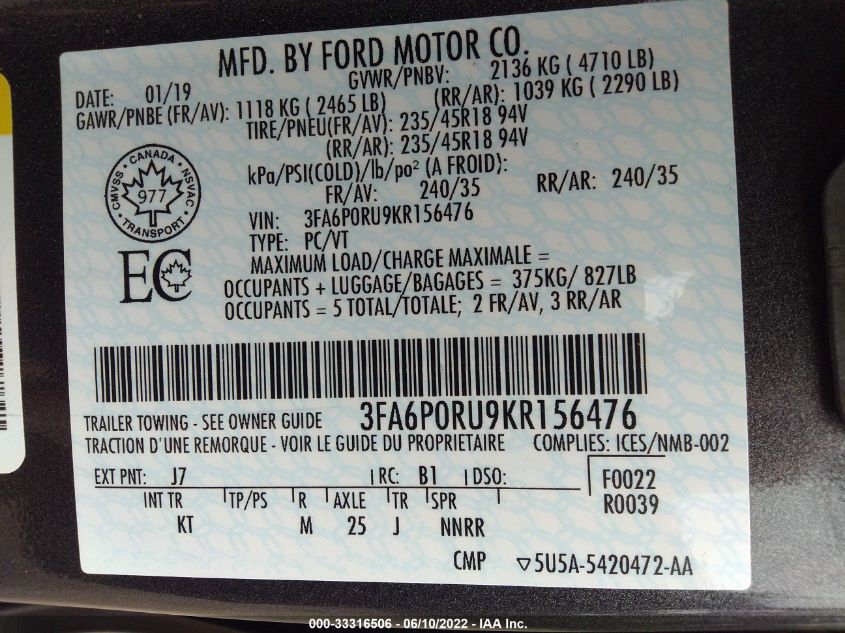 MFD. BY FORD MOTOR CO.
DATE: 01/19 GVWR/PNBV: 2136 KG ( 4710 LB)
GAWR/PNBE (FR/AV): 1118 KG ( 2465 LB) (RR/AR): 1039 KG ( 2290 LB)
TIRE/PNEU(FR/AV): 235/45R18 94V
(RR/AR): 235/45R18 94V
kPa/PSI(COLD)/lb/po² (A FROID):
FR/AV: 240/35 RR/AR: 240/35
CMVSS • CANADA • NSVAC
977
TRANSPORT
VIN: 3FA6P0RU9KR156476
TYPE: PC/VT
EC
MAXIMUM LOAD/CHARGE MAXIMALE =
OCCUPANTS + LUGGAGE/BAGAGES = 375KG/ 827LB
OCCUPANTS = 5 TOTAL/TOTALE; 2 FR/AV, 3 RR/AR
TRAILER TOWING - SEE OWNER GUIDE 3FA6P0RU9KR156476
TRACTION D'UNE REMORQUE - VOIR LE GUIDE DU PROPRIETAIRE COMPLIES: ICES/NMB-002
EXT PNT: J7 RC: B1 DSO: F0022
INT TR TP/PS R AXLE TR SPR R0039
KT M 25 J NNRR
CMP ▽5U5A-5420472-AA
000-33316506 - 06/10/2022 - IAA Inc.